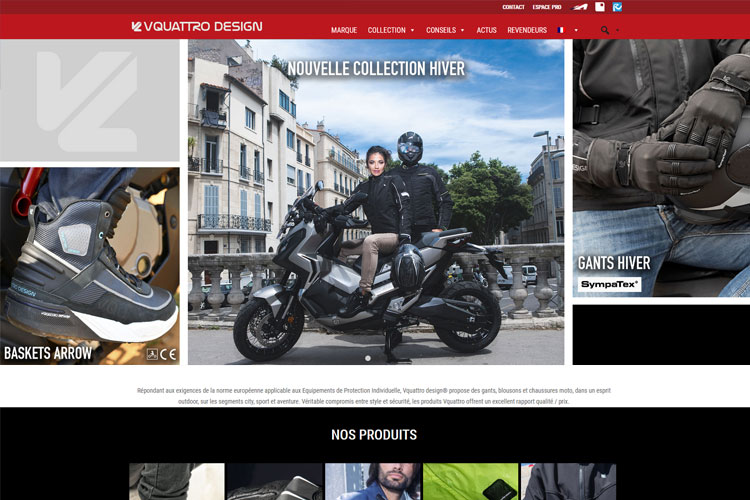 CONTACT ESPACE PRO
VQUATTRO DESIGN
MARQUE COLLECTION CONSEILS ACTUS REVENDEURS
NOUVELLE COLLECTION HIVER
GANTS HIVER
SympaTex®
BASKETS ARROW
CE
Répondant aux exigences de la norme européenne applicable aux Equipements de Protection Individuelle, Vquattro design® propose des gants, blousons et chaussures moto, dans un esprit
outdoor, sur les segments city, sport et aventure. Véritable compromis entre style et sécurité, les produits Vquattro offrent un excellent rapport qualité / prix.
NOS PRODUITS